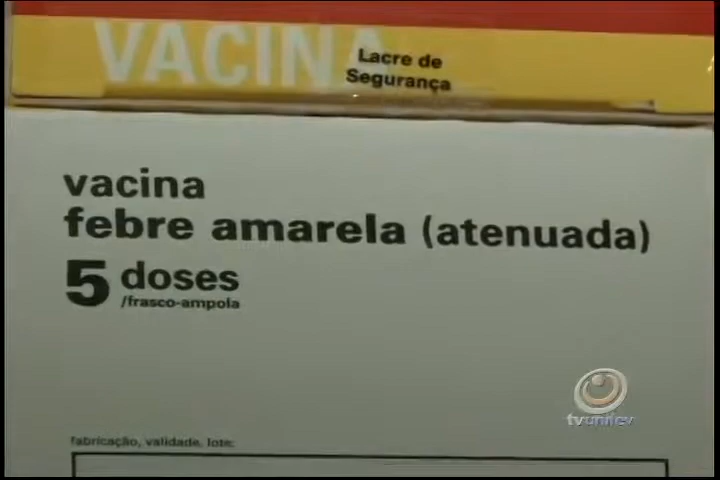 VACINA
Lacre de
Segurança
vacina
febre amarela (atenuada)
5 doses
/frasco-ampola
fabricação, validade, lote:
tvunifev